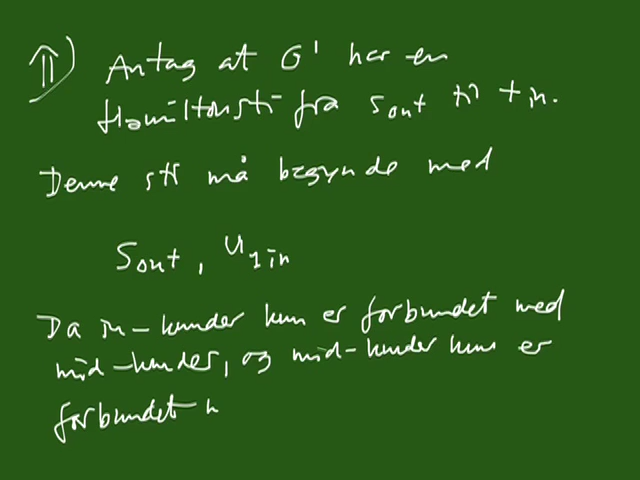 ⇑) Antag at G' har en
Hamiltonsti fra s_out til t_in.
Denne sti må begynde med
s_out, u_1in
Da in-knuder kun er forbundet med
mid-knuder, og mid-knuder kun er
forbundet